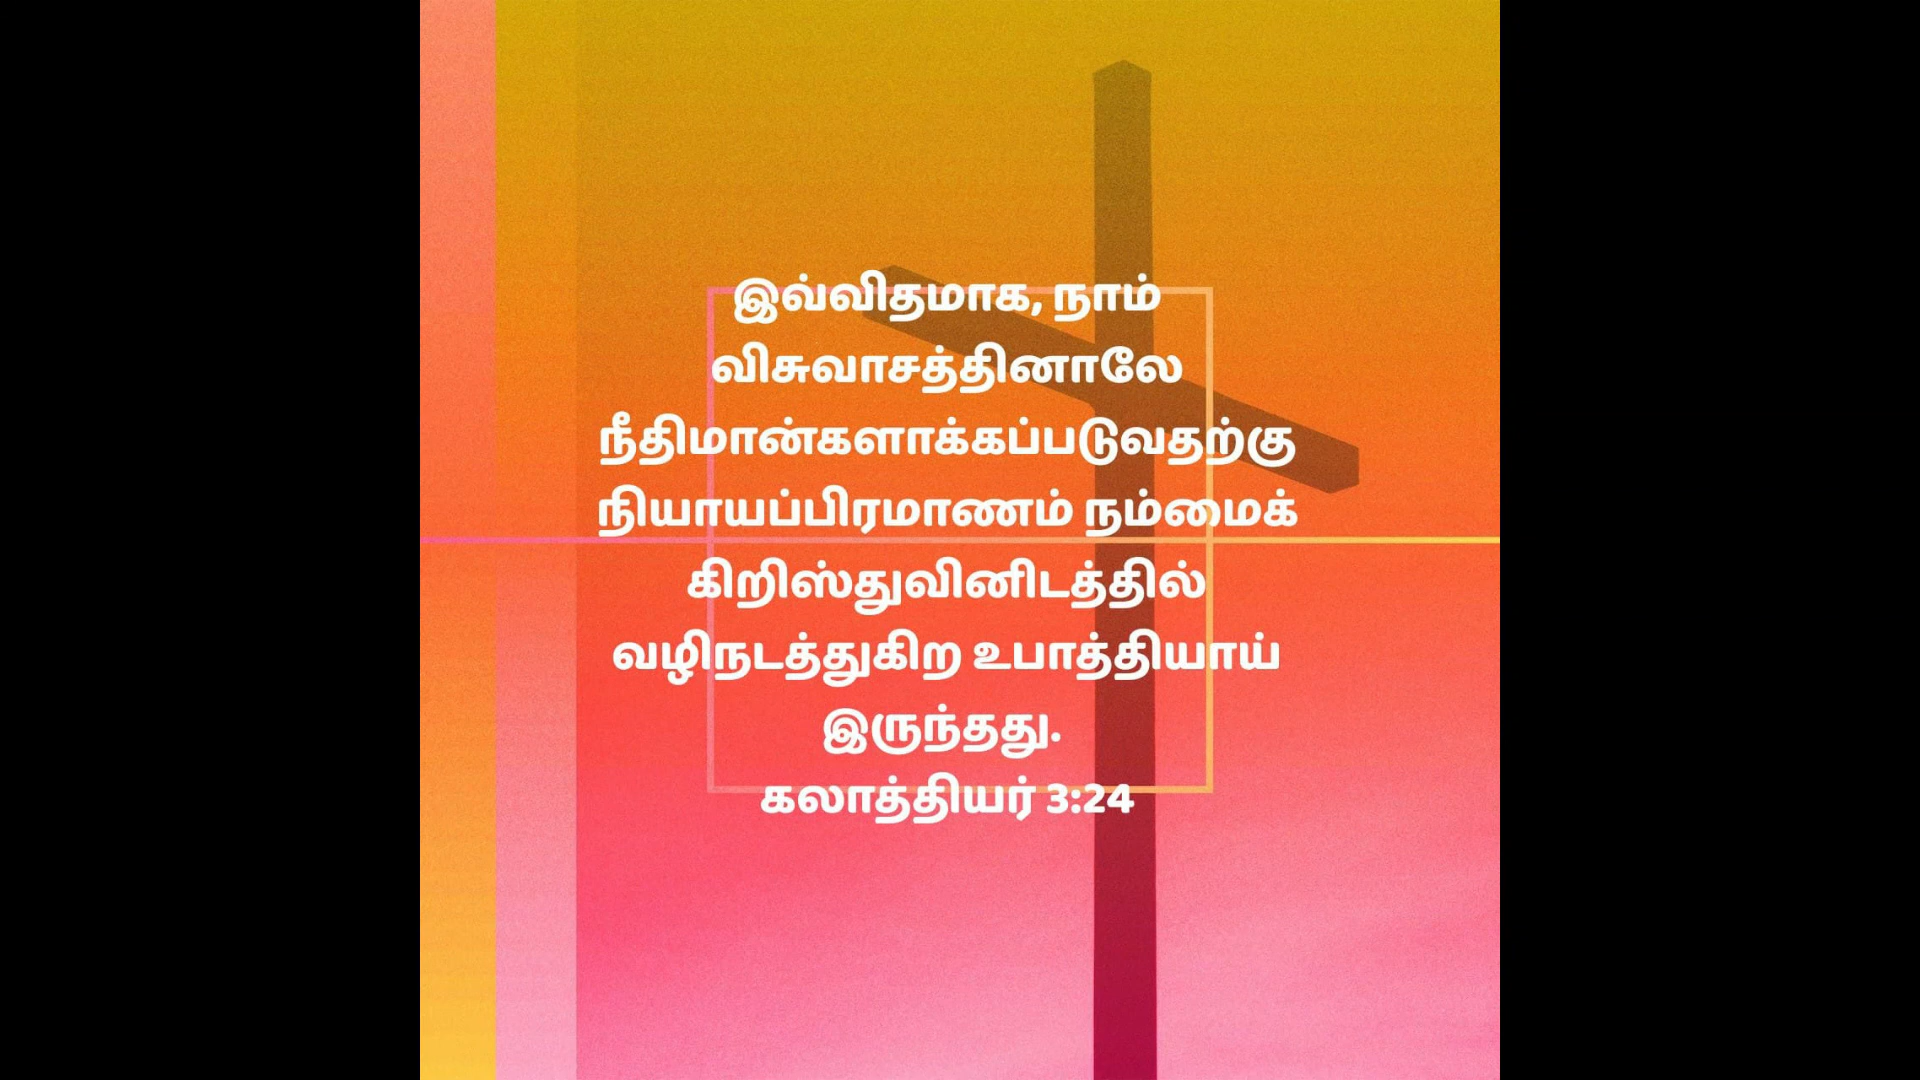 இவ்விதமாக, நாம்
விசுவாசத்தினாலே
நீதிமான்களாக்கப்படுவதற்கு
நியாயப்பிரமாணம் நம்மைக்
கிறிஸ்துவினிடத்தில்
வழிநடத்துகிற உபாத்தியாய்
இருந்தது.
கலாத்தியர் 3:24